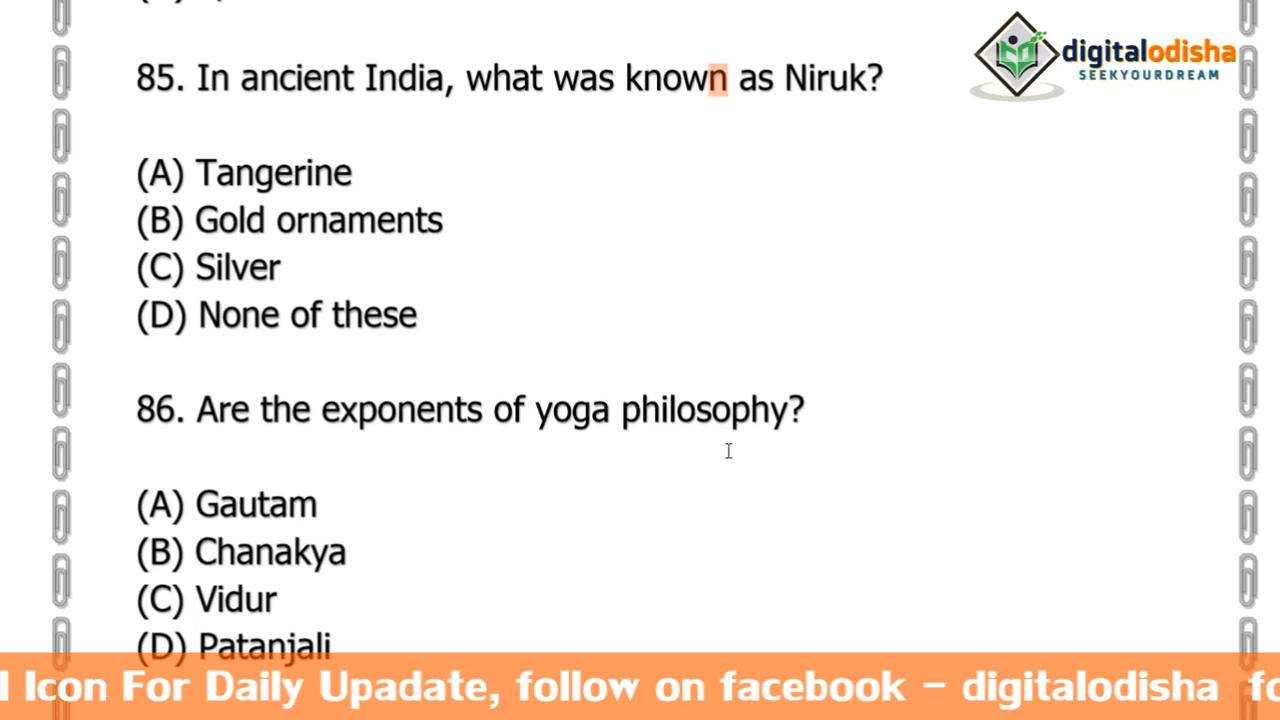 digitalodisha
SEEKYOURDREAM
85. In ancient India, what was known as Niruk?
(A) Tangerine
(B) Gold ornaments
(C) Silver
(D) None of these
86. Are the exponents of yoga philosophy?
(A) Gautam
(B) Chanakya
(C) Vidur
(D) Patanjali
Icon For Daily Upadate, follow on facebook - digitalodisha fo